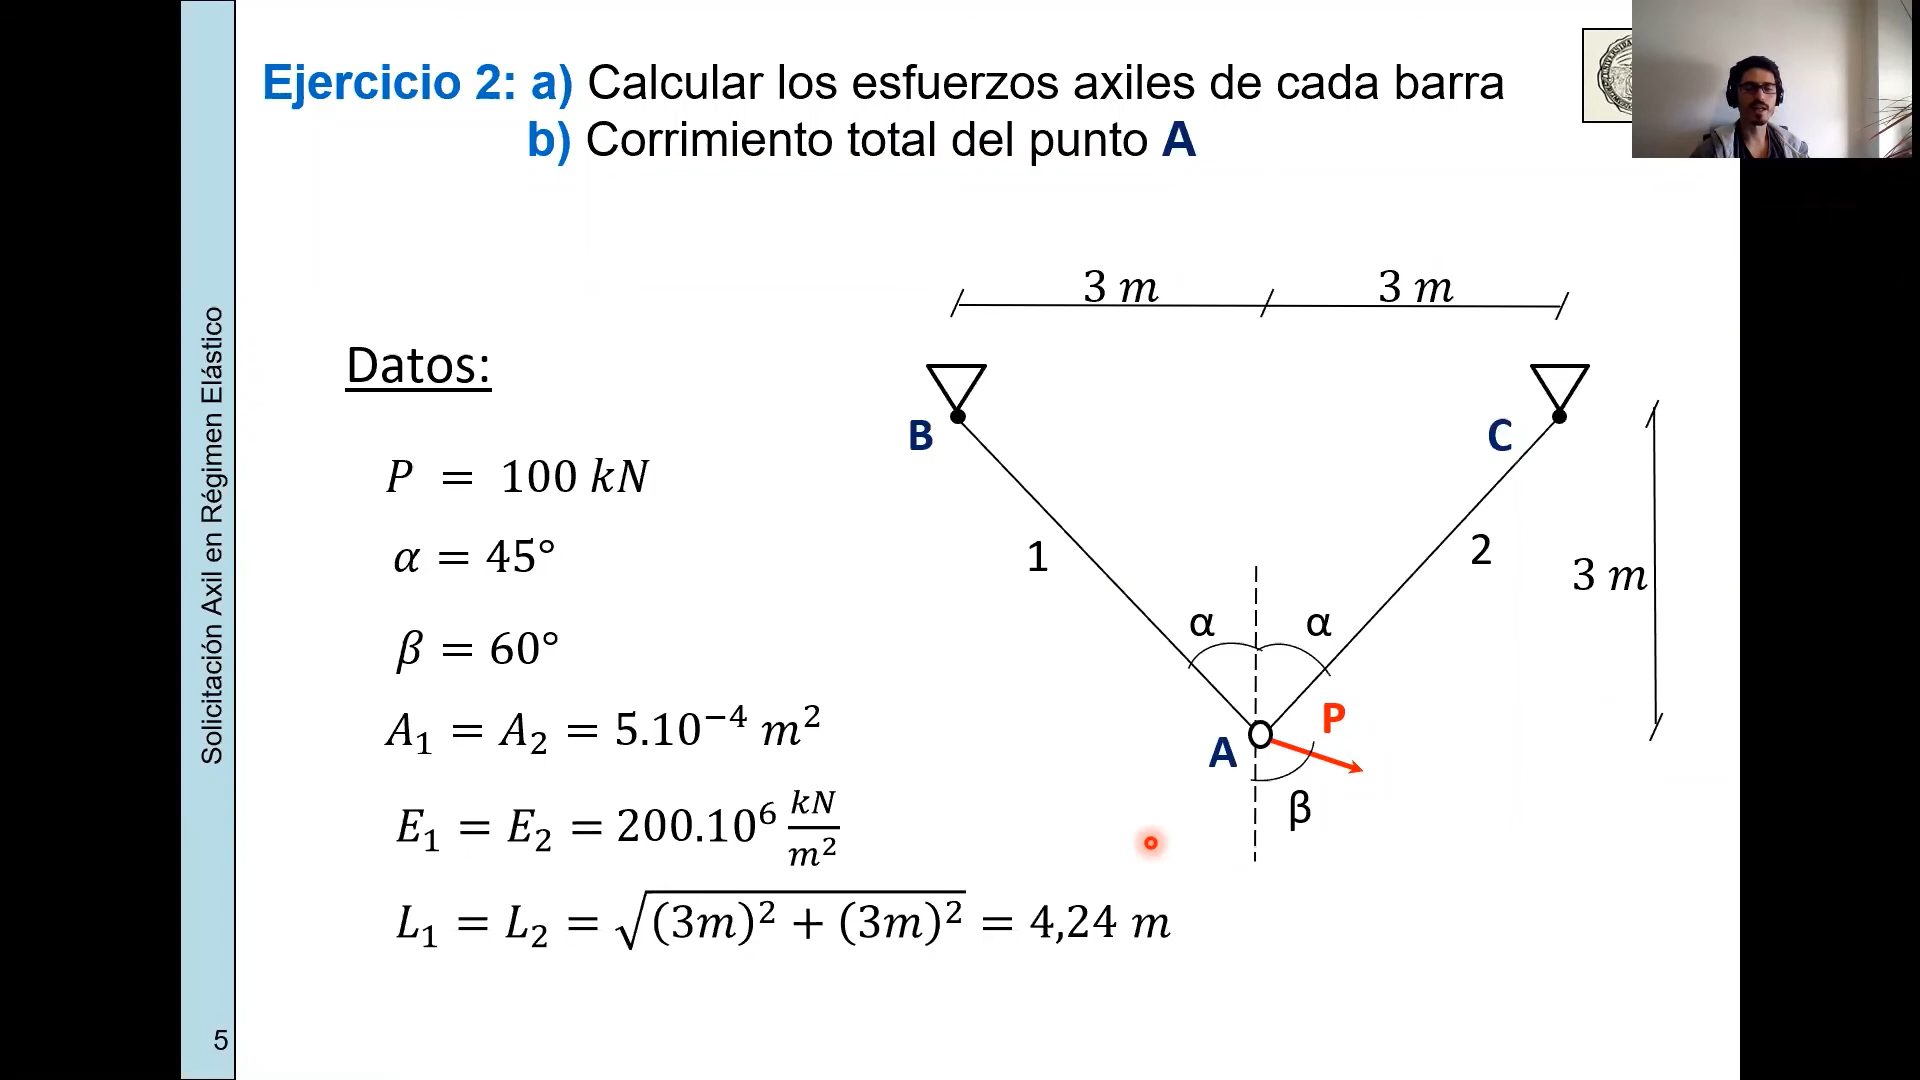 Ejercicio 2: a) Calcular los esfuerzos axiles de cada barra
b) Corrimiento total del punto A
Solicitación Axil en Régimen Elástico
Datos:
P = 100 kN
α = 45°
β = 60°
A₁ = A₂ = 5.10⁻⁴ m²
E₁ = E₂ = 200.10⁶ kN/m²
L₁ = L₂ = √((3m)² + (3m)²) = 4,24 m
3 m
3 m
B
C
1
2
3 m
α
α
P
A
β
5